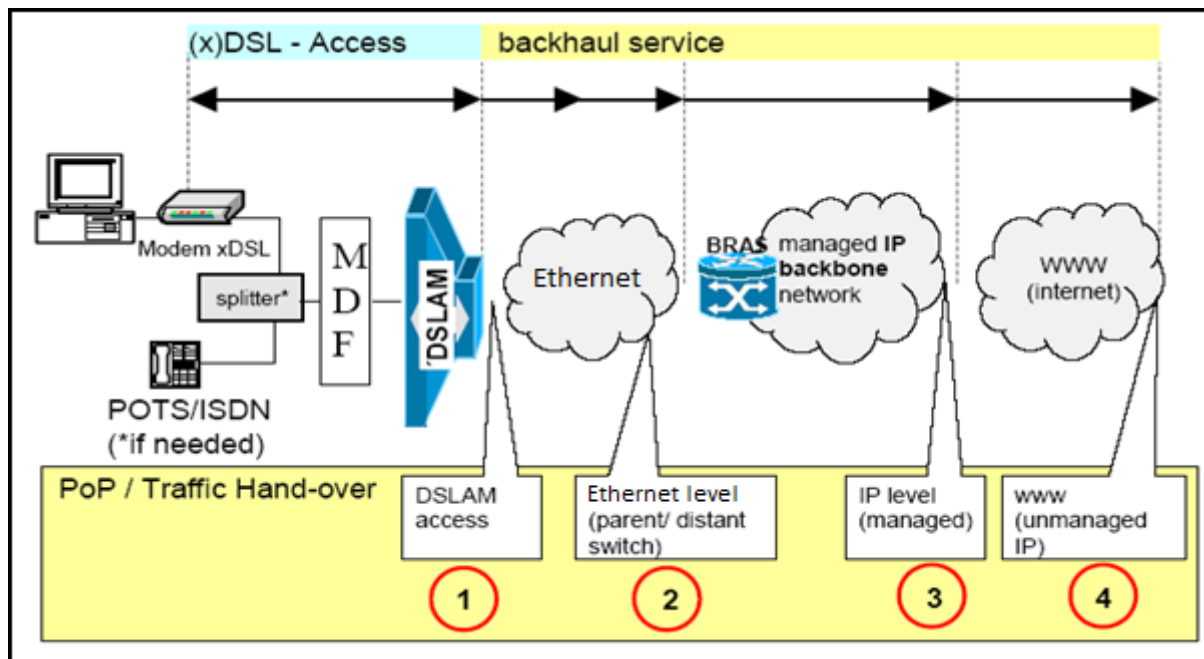 (x)DSL - Access
backhaul service
Modem xDSL
splitter*
POTS/ISDN
(*if needed)
M
D
F
DSLAM
Ethernet
BRAS
managed IP
backbone
network
WWW
(internet)
PoP / Traffic Hand-over
DSLAM
access
Ethernet level
(parent/ distant
switch)
IP level
(managed)
www
(unmanaged
IP)
1
2
3
4